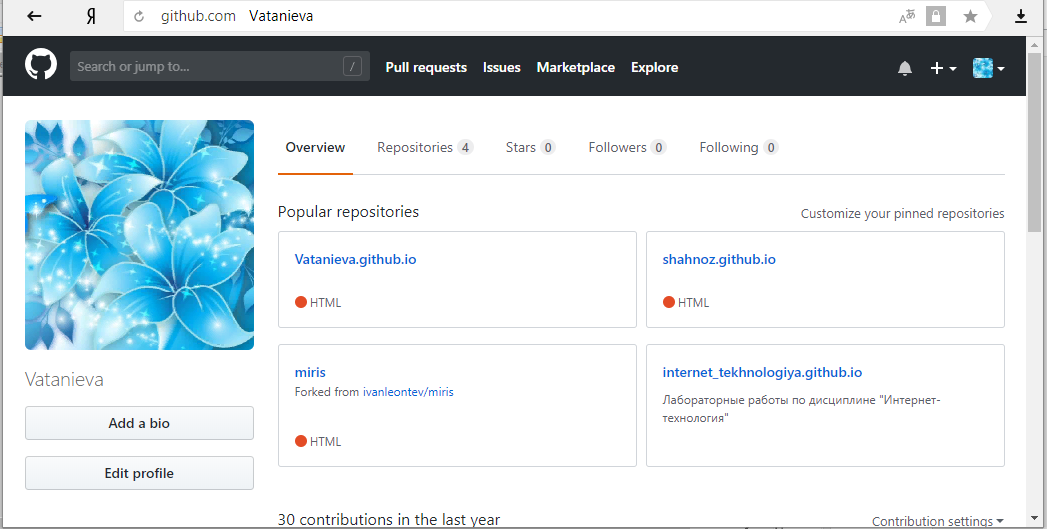 Я github.com Vatanieva
Search or jump to... / Pull requests Issues Marketplace Explore
Overview Repositories 4 Stars 0 Followers 0 Following 0
Popular repositories Customize your pinned repositories
Vatanieva.github.io
HTML
shahnoz.github.io
HTML
miris
Forked from ivanleontev/miris
HTML
internet_tekhnologiya.github.io
Лабораторные работы по дисциплине "Интернет-
технология"
Vatanieva
Add a bio
Edit profile
30 contributions in the last year Contribution settings